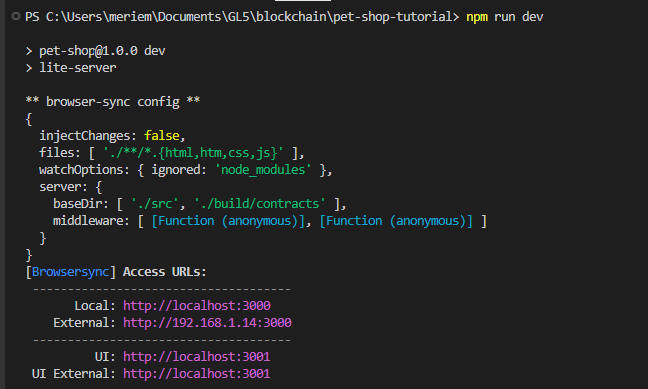 PS C:\Users\meriem\Documents\GL5\blockchain\pet-shop-tutorial> npm run dev
> pet-shop@1.0.0 dev
> lite-server
** browser-sync config **
{
  injectChanges: false,
  files: [ './**/*.{html,htm,css,js}' ],
  watchOptions: { ignored: 'node_modules' },
  server: {
    baseDir: [ './src', './build/contracts' ],
    middleware: [ [Function (anonymous)], [Function (anonymous)] ]
  }
}
[Browsersync] Access URLs:
 -------------------------------------
       Local: http://localhost:3000
    External: http://192.168.1.14:3000
 -------------------------------------
          UI: http://localhost:3001
 UI External: http://localhost:3001